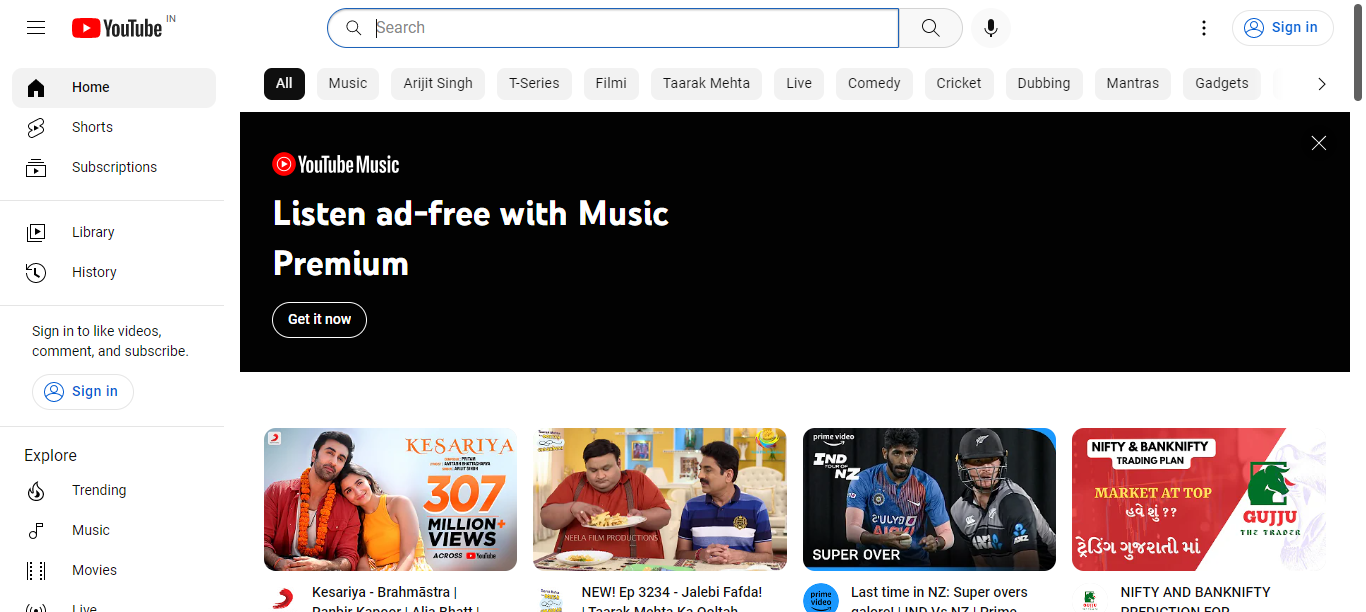 YouTube IN
Search
Sign in
All
Music
Arijit Singh
T-Series
Filmi
Taarak Mehta
Live
Comedy
Cricket
Dubbing
Mantras
Gadgets
Home
Shorts
Subscriptions
Library
History
Sign in to like videos,
comment, and subscribe.
Sign in
Explore
Trending
Music
Movies
Live
YouTube Music
Listen ad-free with Music
Premium
Get it now
KESARIYA
307
MILLION+
VIEWS
ACROSS YouTube
Kesariya - Brahmāstra |
Ranbir Kapoor | Alia Bhatt |
NEELA FILM PRODUCTIONS
NEW! Ep 3234 - Jalebi Fafda!
| Taarak Mehta Ka Ooltah
prime video
IND
TOUR OF
NZ
SUPER OVER
prime
video
Last time in NZ: Super overs
galore! | IND Vs NZ | Prime
NIFTY & BANKNIFTY
TRADING PLAN
MARKET AT TOP
હવે શું ??
GUJJU
THE TRADER
ટ્રેડિંગ ગુજરાતી માં
NIFTY AND BANKNIFTY
PREDICTION FOR